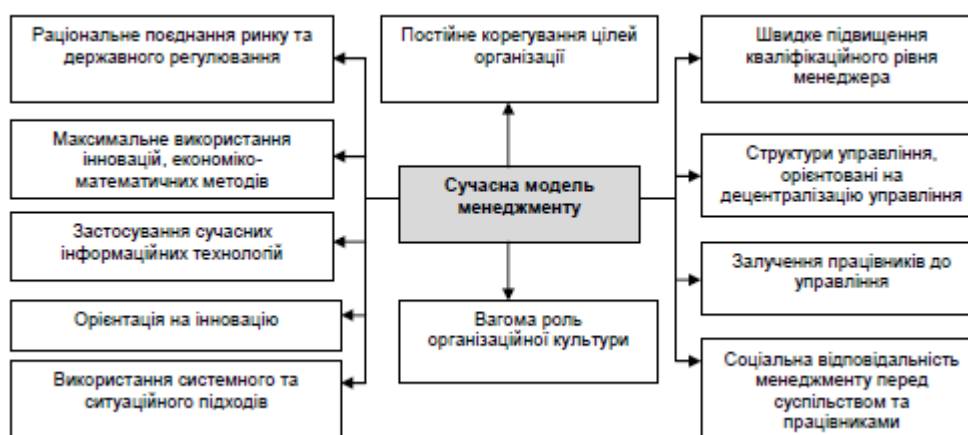 Раціональне поєднання ринку та
державного регулювання
Максимальне використання
інновацій, економіко-
математичних методів
Застосування сучасних
інформаційних технологій
Орієнтація на інновацію
Використання системного та
ситуаційного підходів
Постійне корегування цілей
організації
Сучасна модель
менеджменту
Вагома роль
організаційної культури
Швидке підвищення
кваліфікаційного рівня
менеджера
Структури управління,
орієнтовані на
децентралізацію управління
Залучення працівників до
управління
Соціальна відповідальність
менеджменту перед
суспільством та
працівниками